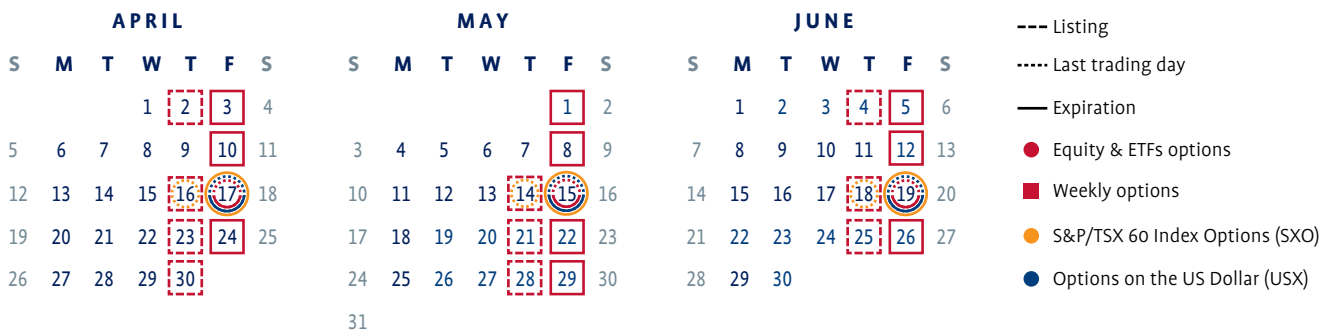 APRIL
S M T W T F S
1 2 3 4
5 6 7 8 9 10 11
12 13 14 15 16 17 18
19 20 21 22 23 24 25
26 27 28 29 30
MAY
S M T W T F S
1 2
3 4 5 6 7 8 9
10 11 12 13 14 15 16
17 18 19 20 21 22 23
24 25 26 27 28 29 30
31
JUNE
S M T W T F S
1 2 3 4 5 6
7 8 9 10 11 12 13
14 15 16 17 18 19 20
21 22 23 24 25 26 27
28 29 30
Listing
Last trading day
Expiration
Equity & ETFs options
Weekly options
S&P/TSX 60 Index Options (SXO)
Options on the US Dollar (USX)